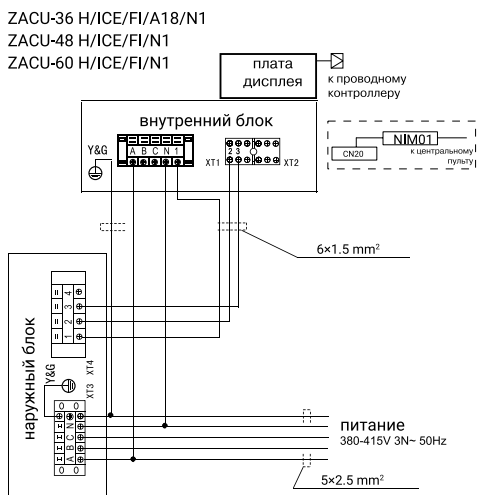 ZACU-36 H/ICE/FI/A18/N1
ZACU-48 H/ICE/FI/N1
ZACU-60 H/ICE/FI/N1
плата
дисплея
к проводному
контроллеру
внутренний блок
Y&G
A B C N 1
XT1
2 3
XT2
NIM01
CN20
к центральному
пульту
6×1.5 mm²
наружный блок
4
3
2
1
XT4
Y&G
XT3
N
C
B
A
питание
380-415V 3N~ 50Hz
5×2.5 mm²